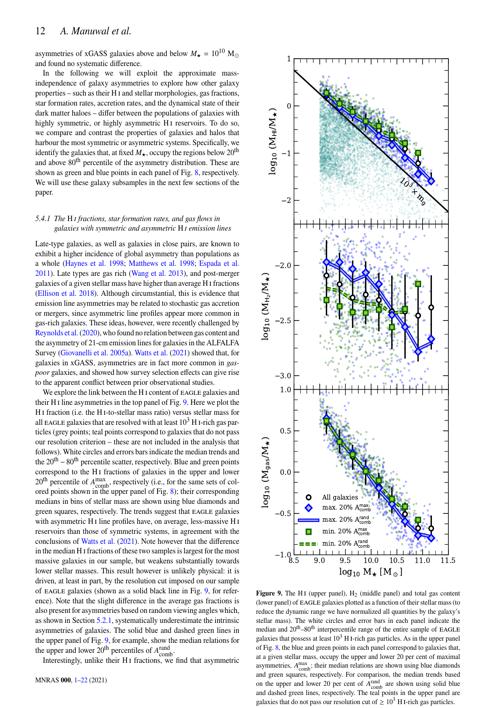 12 A. Manuwal et al.
asymmetries of xGASS galaxies above and below M⋆ = 10^10 M⊙
and found no systematic difference.
In the following we will exploit the approximate mass-
independence of galaxy asymmetries to explore how other galaxy
properties – such as their H I and stellar morphologies, gas fractions,
star formation rates, accretion rates, and the dynamical state of their
dark matter haloes – differ between the populations of galaxies with
highly symmetric, or highly asymmetric H I reservoirs. To do so,
we compare and contrast the properties of galaxies and halos that
harbour the most symmetric or asymmetric systems. Specifically, we
identify the galaxies that, at fixed M⋆, occupy the regions below 20th
and above 80th percentile of the asymmetry distribution. These are
shown as green and blue points in each panel of Fig. 8, respectively.
We will use these galaxy subsamples in the next few sections of the
paper.
5.4.1 The H I fractions, star formation rates, and gas flows in
galaxies with symmetric and asymmetric H I emission lines
Late-type galaxies, as well as galaxies in close pairs, are known to
exhibit a higher incidence of global asymmetry than populations as
a whole (Haynes et al. 1998; Matthews et al. 1998; Espada et al.
2011). Late types are gas rich (Wang et al. 2013), and post-merger
galaxies of a given stellar mass have higher than average H I fractions
(Ellison et al. 2018). Although circumstantial, this is evidence that
emission line asymmetries may be related to stochastic gas accretion
or mergers, since asymmetric line profiles appear more common in
gas-rich galaxies. These ideas, however, were recently challenged by
Reynolds et al. (2020), who found no relation between gas content and
the asymmetry of 21-cm emission lines for galaxies in the ALFALFA
Survey (Giovanelli et al. 2005a). Watts et al. (2021) showed that, for
galaxies in xGASS, asymmetries are in fact more common in gas-
poor galaxies, and showed how survey selection effects can give rise
to the apparent conflict between prior observational studies.
We explore the link between the H I content of EAGLE galaxies and
their H I line asymmetries in the top panel of Fig. 9. Here we plot the
H I fraction (i.e. the H I-to-stellar mass ratio) versus stellar mass for
all EAGLE galaxies that are resolved with at least 10^3 H I-rich gas par-
ticles (grey points; teal points correspond to galaxies that do not pass
our resolution criterion – these are not included in the analysis that
follows). White circles and error bars indicate the median trends and
the 20th − 80th percentile scatter, respectively. Blue and green points
correspond to the H I fractions of galaxies in the upper and lower
20th percentile of A^max_comb, respectively (i.e., for the same sets of col-
ored points shown in the upper panel of Fig. 8); their corresponding
medians in bins of stellar mass are shown using blue diamonds and
green squares, respectively. The trends suggest that EAGLE galaxies
with asymmetric H I line profiles have, on average, less-massive H I
reservoirs than those of symmetric systems, in agreement with the
conclusions of Watts et al. (2021). Note however that the difference
in the median H I fractions of these two samples is largest for the most
massive galaxies in our sample, but weakens substantially towards
lower stellar masses. This result however is unlikely physical: it is
driven, at least in part, by the resolution cut imposed on our sample
of EAGLE galaxies (shown as a solid black line in Fig. 9, for refer-
ence). Note that the slight difference in the average gas fractions is
also present for asymmetries based on random viewing angles which,
as shown in Section 5.2.1, systematically underestimate the intrinsic
asymmetries of galaxies. The solid blue and dashed green lines in
the upper panel of Fig. 9, for example, show the median relations for
the upper and lower 20th percentiles of A^rand_comb.
Interestingly, unlike their H I fractions, we find that asymmetric
MNRAS 000, 1–22 (2021)
1
0
−1
−2
log10 (MHI/M⋆)
10^3 × mg
−2.0
−2.5
−3.0
log10 (MH2/M⋆)
1.0
0.5
0.0
−0.5
−1.0
log10 (Mgas/M⋆)
All galaxies
max. 20% A^max_comb
max. 20% A^rand_comb
min. 20% A^max_comb
min. 20% A^rand_comb
8.5 9.0 9.5 10.0 10.5 11.0 11.5
log10 M⋆ [M⊙]
Figure 9. The H I (upper panel), H2 (middle panel) and total gas content
(lower panel) of EAGLE galaxies plotted as a function of their stellar mass (to
reduce the dynamic range we have normalized all quantities by the galaxy's
stellar mass). The white circles and error bars in each panel indicate the
median and 20th–80th interpercentile range of the entire sample of EAGLE
galaxies that possess at least 10^3 H I-rich gas particles. As in the upper panel
of Fig. 8, the blue and green points in each panel correspond to galaxies that,
at a given stellar mass, occupy the upper and lower 20 per cent of maximal
asymmetries, A^max_comb; their median relations are shown using blue diamonds
and green squares, respectively. For comparison, the median trends based
on the upper and lower 20 per cent of A^rand_comb are shown using solid blue
and dashed green lines, respectively. The teal points in the upper panel are
galaxies that do not pass our resolution cut of ≥ 10^3 H I-rich gas particles.